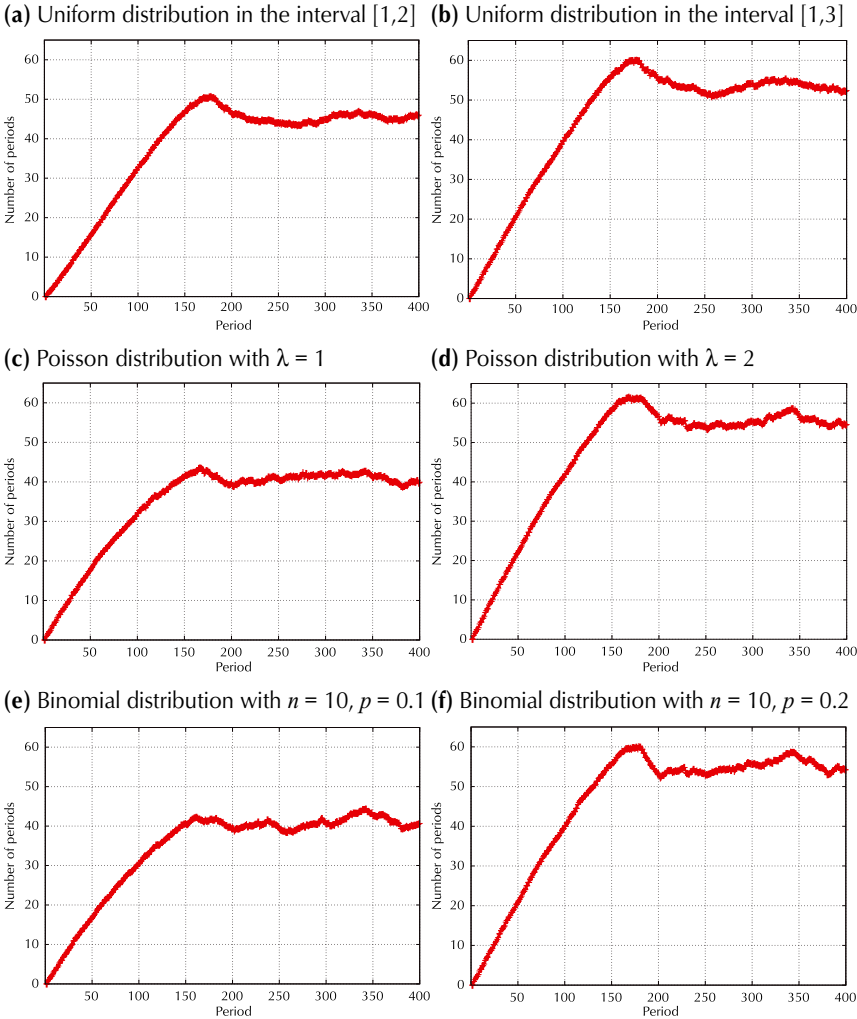 (a) Uniform distribution in the interval [1,2]
Number of periods
60
50
40
30
20
10
0
50 100 150 200 250 300 350 400
Period
(b) Uniform distribution in the interval [1,3]
Number of periods
60
50
40
30
20
10
0
50 100 150 200 250 300 350 400
Period
(c) Poisson distribution with λ = 1
Number of periods
60
50
40
30
20
10
0
50 100 150 200 250 300 350 400
Period
(d) Poisson distribution with λ = 2
Number of periods
60
50
40
30
20
10
0
50 100 150 200 250 300 350 400
Period
(e) Binomial distribution with n = 10, p = 0.1
Number of periods
60
50
40
30
20
10
0
50 100 150 200 250 300 350 400
Period
(f) Binomial distribution with n = 10, p = 0.2
Number of periods
60
50
40
30
20
10
0
50 100 150 200 250 300 350 400
Period